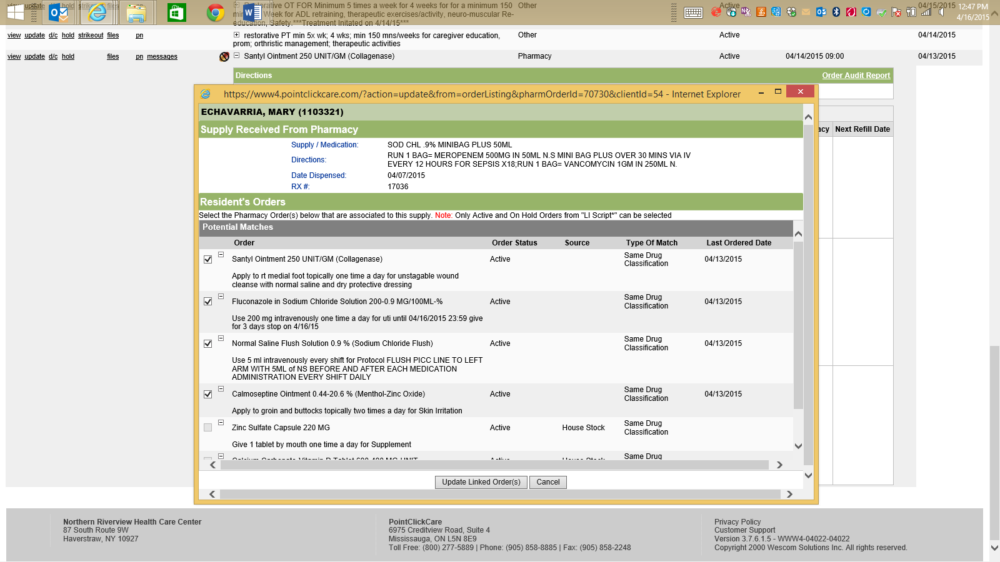 Restorative OT FOR Minimum 5 times a week for 4 weeks for for a minimum 150 Other Active 04/15/2015
Week for ADL retraining, therapeutic exercises/activity, neuro-muscular Re-
education, Safety.***Treatment Initated on 4/14/15***
12:47 PM
4/16/2015
view update d/c hold strikeout files pn restorative PT min 5x wk; 4 wks; min 150 mns/weeks for caregiver education, Other Active 04/14/2015
prom; orthristic management; therapeutic activities
view update d/c hold files pn messages Santyl Ointment 250 UNIT/GM (Collagenase) Pharmacy Active 04/14/2015 09:00 04/13/2015
Directions Order Audit Report
https://www4.pointclickcare.com/?action=update&from=orderListing&pharmOrderId=70730&clientId=54 - Internet Explorer
ECHAVARRIA, MARY (1103321)
Supply Received From Pharmacy
Next Refill Date
Supply / Medication: SOD CHL .9% MINIBAG PLUS 50ML
Directions: RUN 1 BAG= MEROPENEM 500MG IN 50ML N.S MINI BAG PLUS OVER 30 MINS VIA IV
EVERY 12 HOURS FOR SEPSIS X18;RUN 1 BAG= VANCOMYCIN 1GM IN 250ML N.
Date Dispensed: 04/07/2015
RX #: 17036
Resident's Orders
Select the Pharmacy Order(s) below that are associated to this supply. Note: Only Active and On Hold Orders from "LI Script*" can be selected
Potential Matches
Order Order Status Source Type Of Match Last Ordered Date
Santyl Ointment 250 UNIT/GM (Collagenase) Active Same Drug Classification 04/13/2015
Apply to rt medial foot topically one time a day for unstagable wound
cleanse with normal saline and dry protective dressing
Fluconazole in Sodium Chloride Solution 200-0.9 MG/100ML-% Active Same Drug Classification 04/13/2015
Use 200 mg intravenously one time a day for uti until 04/16/2015 23:59 give
for 3 days stop on 4/16/15
Normal Saline Flush Solution 0.9 % (Sodium Chloride Flush) Active Same Drug Classification 04/13/2015
Use 5 ml intravenously every shift for Protocol FLUSH PICC LINE TO LEFT
ARM WITH 5ML of NS BEFORE AND AFTER EACH MEDICATION
ADMINISTRATION EVERY SHIFT DAILY
Calmoseptine Ointment 0.44-20.6 % (Menthol-Zinc Oxide) Active Same Drug Classification 04/13/2015
Apply to groin and buttocks topically two times a day for Skin Irritation
Zinc Sulfate Capsule 220 MG Active House Stock Same Drug Classification
Give 1 tablet by mouth one time a day for Supplement
Calcium Carbonate-Vitamin D Tablet 600-400 MG-UNIT Active House Stock Same Drug
Update Linked Order(s) Cancel
Northern Riverview Health Care Center
87 South Route 9W
Haverstraw, NY 10927
PointClickCare
6975 Creditview Road, Suite 4
Mississauga, ON L5N 8E9
Toll Free: (800) 277-5889 | Phone: (905) 858-8885 | Fax: (905) 858-2248
Privacy Policy
Customer Support
Version 3.7.6.1.5 - WWW4-04022-04022
Copyright 2000 Wescom Solutions Inc. All rights reserved.